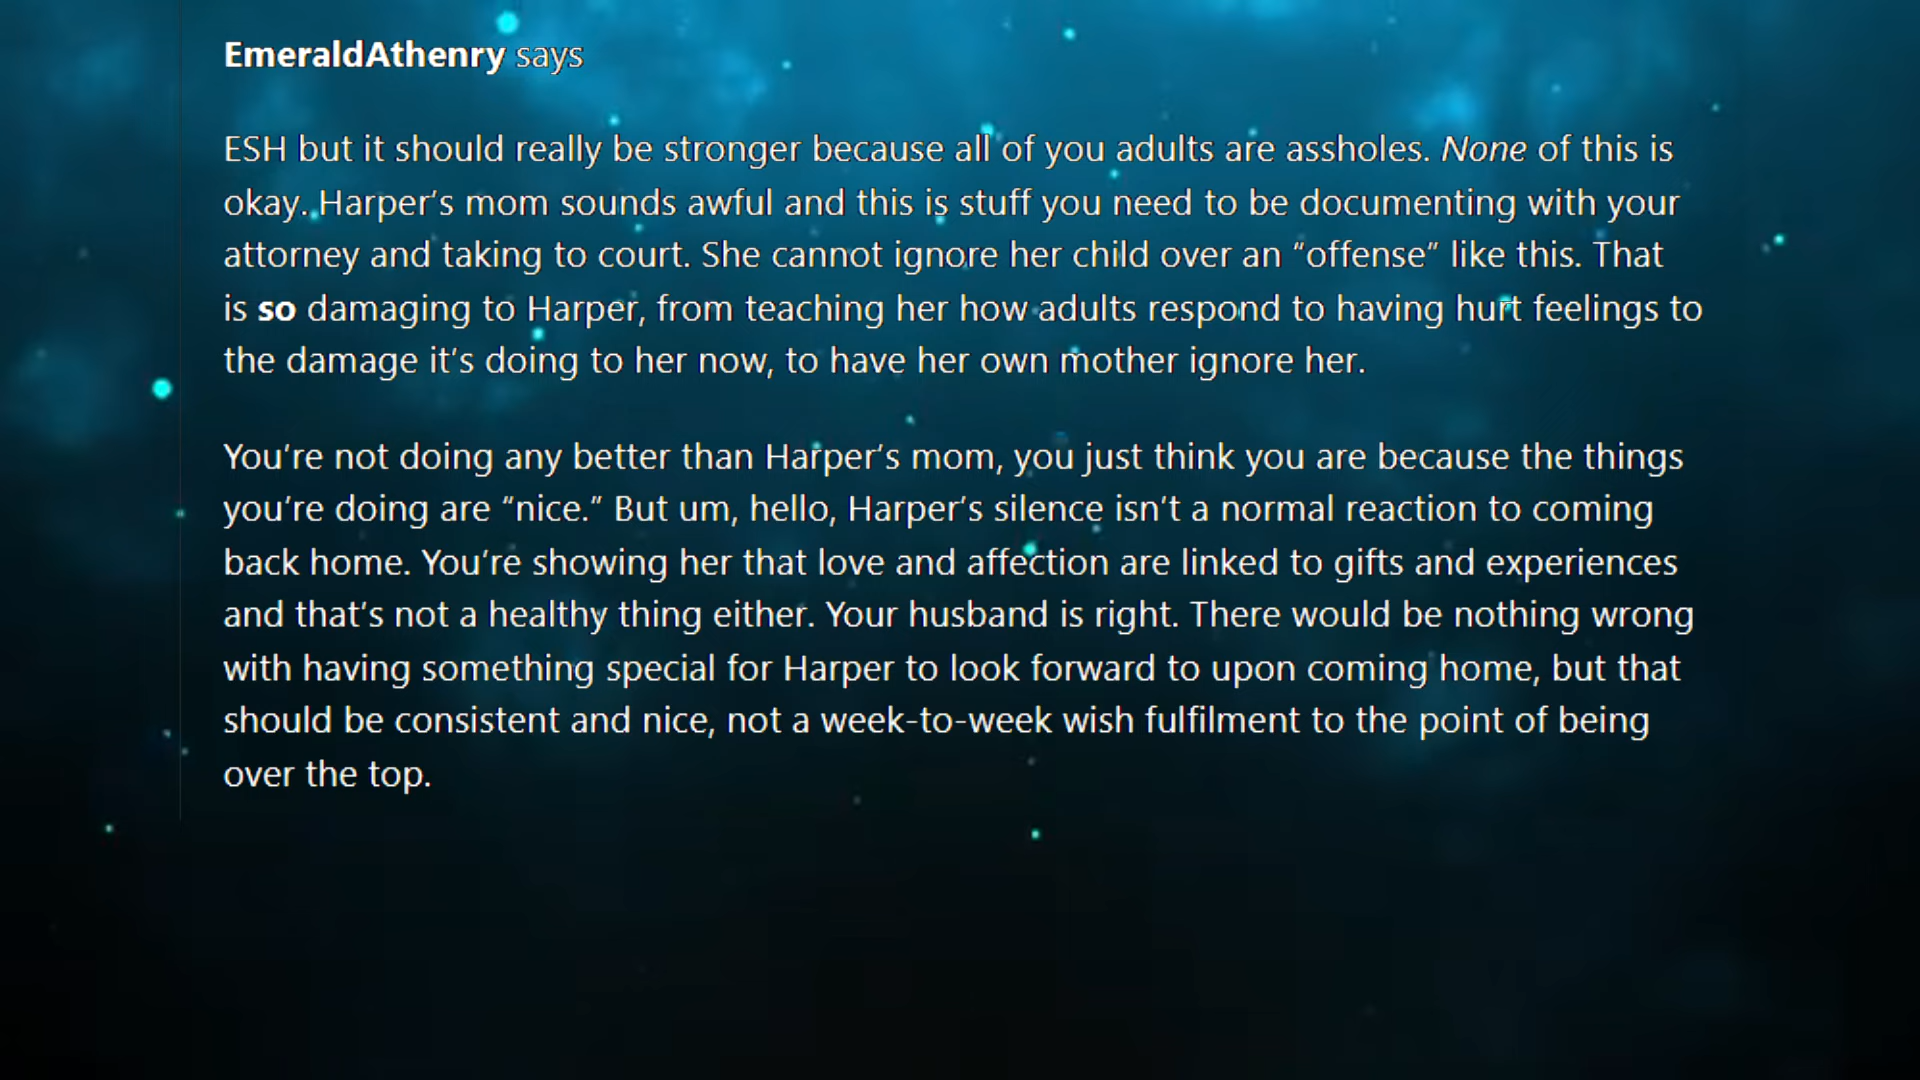 EmeraldAthenry says
ESH but it should really be stronger because all of you adults are assholes. None of this is
okay. Harper’s mom sounds awful and this is stuff you need to be documenting with your
attorney and taking to court. She cannot ignore her child over an “offense” like this. That
is so damaging to Harper, from teaching her how adults respond to having hurt feelings to
the damage it’s doing to her now, to have her own mother ignore her.
You’re not doing any better than Harper’s mom, you just think you are because the things
you’re doing are “nice.” But um, hello, Harper’s silence isn’t a normal reaction to coming
back home. You’re showing her that love and affection are linked to gifts and experiences
and that’s not a healthy thing either. Your husband is right. There would be nothing wrong
with having something special for Harper to look forward to upon coming home, but that
should be consistent and nice, not a week-to-week wish fulfilment to the point of being
over the top.